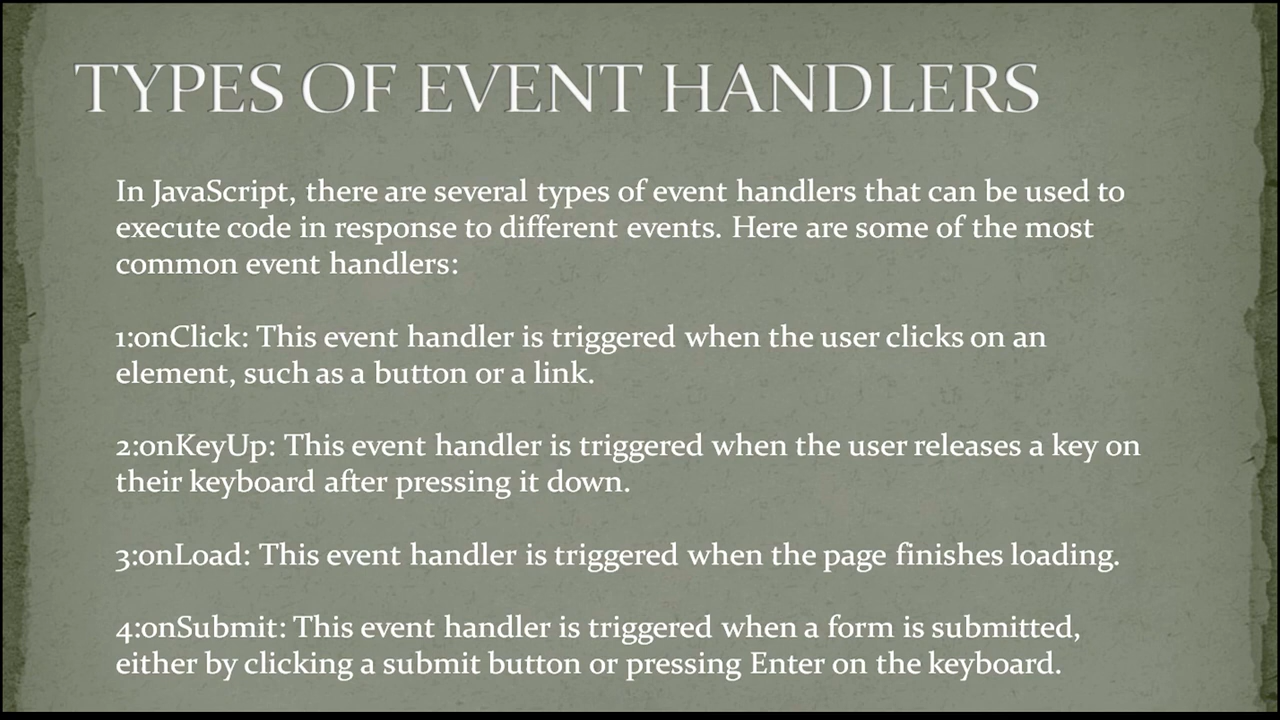 TYPES OF EVENT HANDLERS
In JavaScript, there are several types of event handlers that can be used to
execute code in response to different events. Here are some of the most
common event handlers:
1:onClick: This event handler is triggered when the user clicks on an
element, such as a button or a link.
2:onKeyUp: This event handler is triggered when the user releases a key on
their keyboard after pressing it down.
3:onLoad: This event handler is triggered when the page finishes loading.
4:onSubmit: This event handler is triggered when a form is submitted,
either by clicking a submit button or pressing Enter on the keyboard.